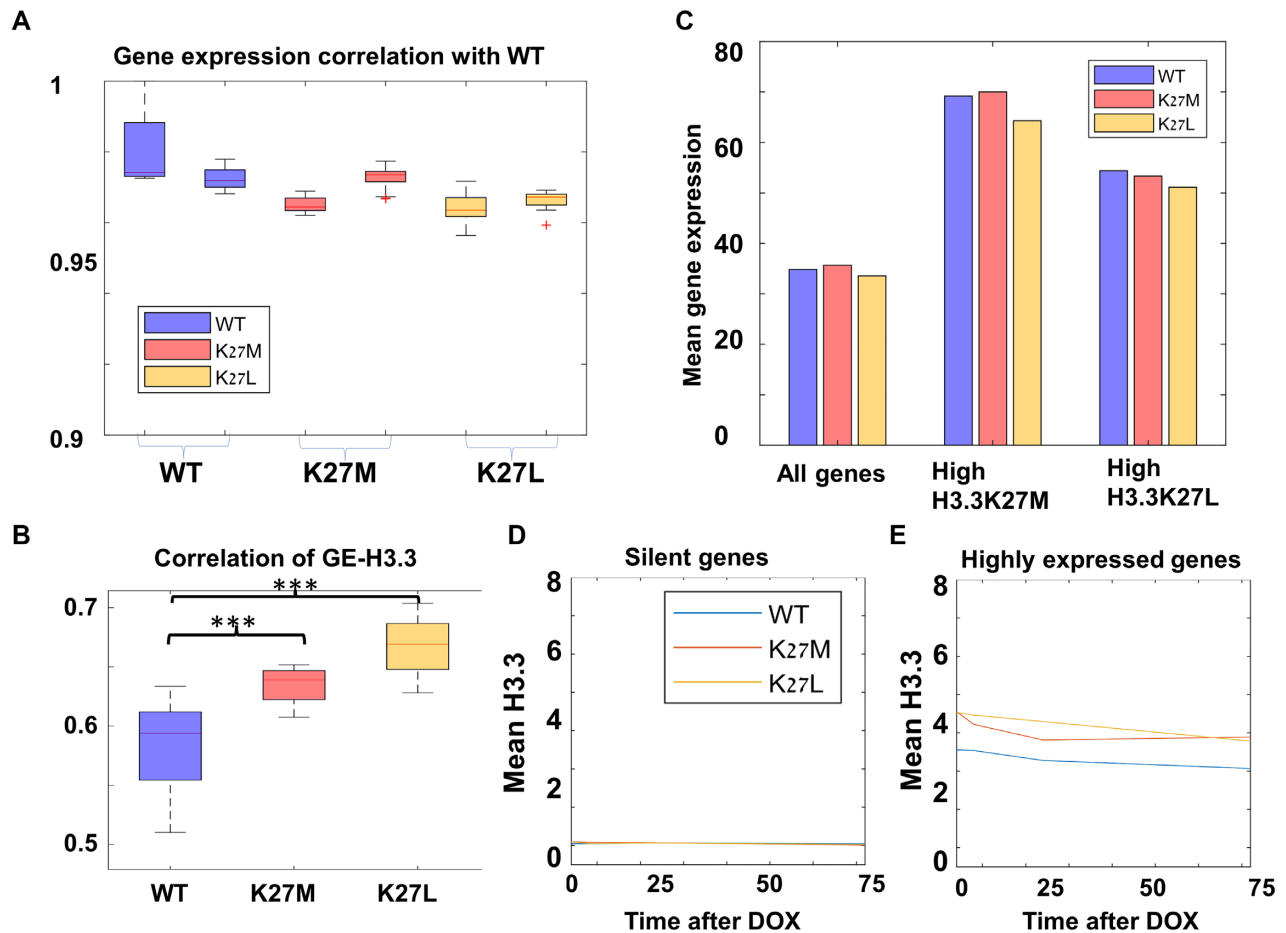 A
Gene expression correlation with WT
1
0.95
0.9
WT
K27M
K27L
WT
K27M
K27L
C
Mean gene expression
80
60
40
20
0
WT
K27M
K27L
All genes
High
H3.3K27M
High
H3.3K27L
B
Correlation of GE-H3.3
***
***
0.7
0.6
0.5
WT
K27M
K27L
D
Silent genes
Mean H3.3
8
6
4
2
0
WT
K27M
K27L
0
25
50
75
Time after DOX
E
Highly expressed genes
Mean H3.3
8
6
4
2
0
0
25
50
75
Time after DOX